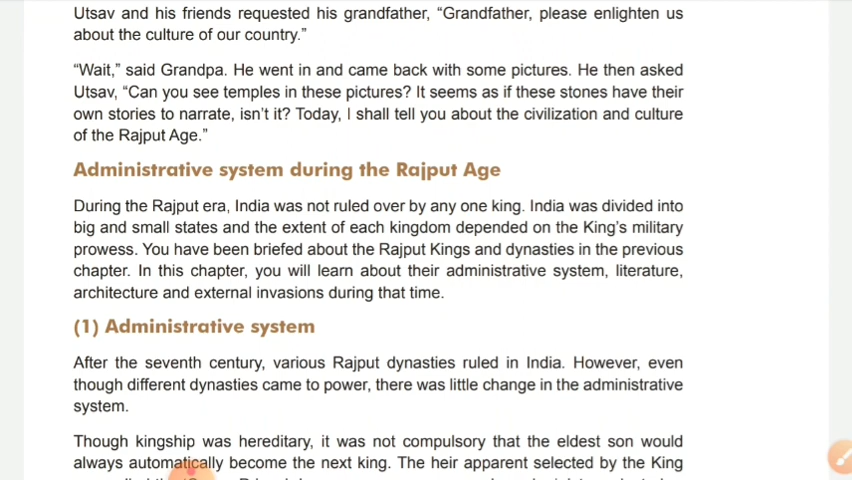 Utsav and his friends requested his grandfather, “Grandfather, please enlighten us
about the culture of our country.”
“Wait,” said Grandpa. He went in and came back with some pictures. He then asked
Utsav, “Can you see temples in these pictures? It seems as if these stones have their
own stories to narrate, isn’t it? Today, I shall tell you about the civilization and culture
of the Rajput Age.”
Administrative system during the Rajput Age
During the Rajput era, India was not ruled over by any one king. India was divided into
big and small states and the extent of each kingdom depended on the King’s military
prowess. You have been briefed about the Rajput Kings and dynasties in the previous
chapter. In this chapter, you will learn about their administrative system, literature,
architecture and external invasions during that time.
(1) Administrative system
After the seventh century, various Rajput dynasties ruled in India. However, even
though different dynasties came to power, there was little change in the administrative
system.
Though kingship was hereditary, it was not compulsory that the eldest son would
always automatically become the next king. The heir apparent selected by the King